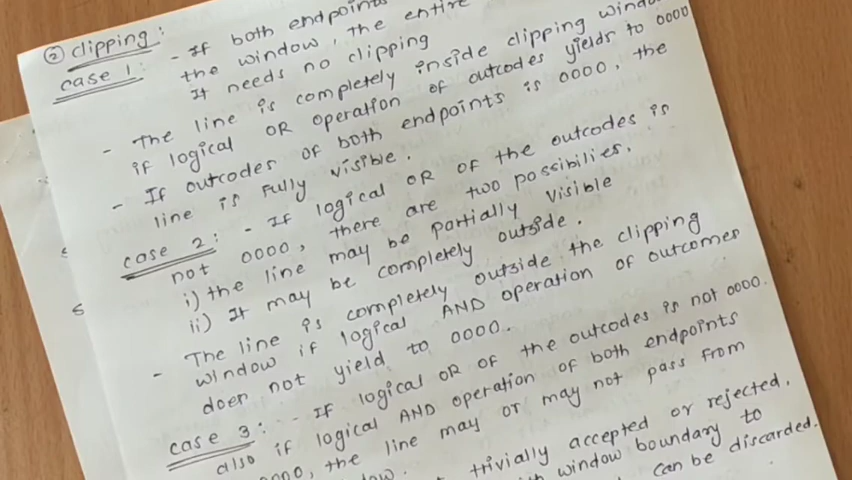 ② clipping :
case 1: - If both endpoints
the window, the entire
It needs no clipping
- The line is completely inside clipping window
if logical OR operation of outcodes yields to 0000
- If outcodes of both endpoints is 0000, the
line is fully visible.
case 2: - If logical OR of the outcodes is
not 0000, there are two possibilies.
i) the line may be partially visible
ii) It may be completely outside.
- The line is completely outside the clipping
window if logical AND operation of outcomes
does not yield to 0000.
case 3: - If logical OR of the outcodes is not 0000.
also if logical AND operation of both endpoints
0000, the line may or may not pass from
trivially accepted or rejected.
window boundary to
can be discarded.